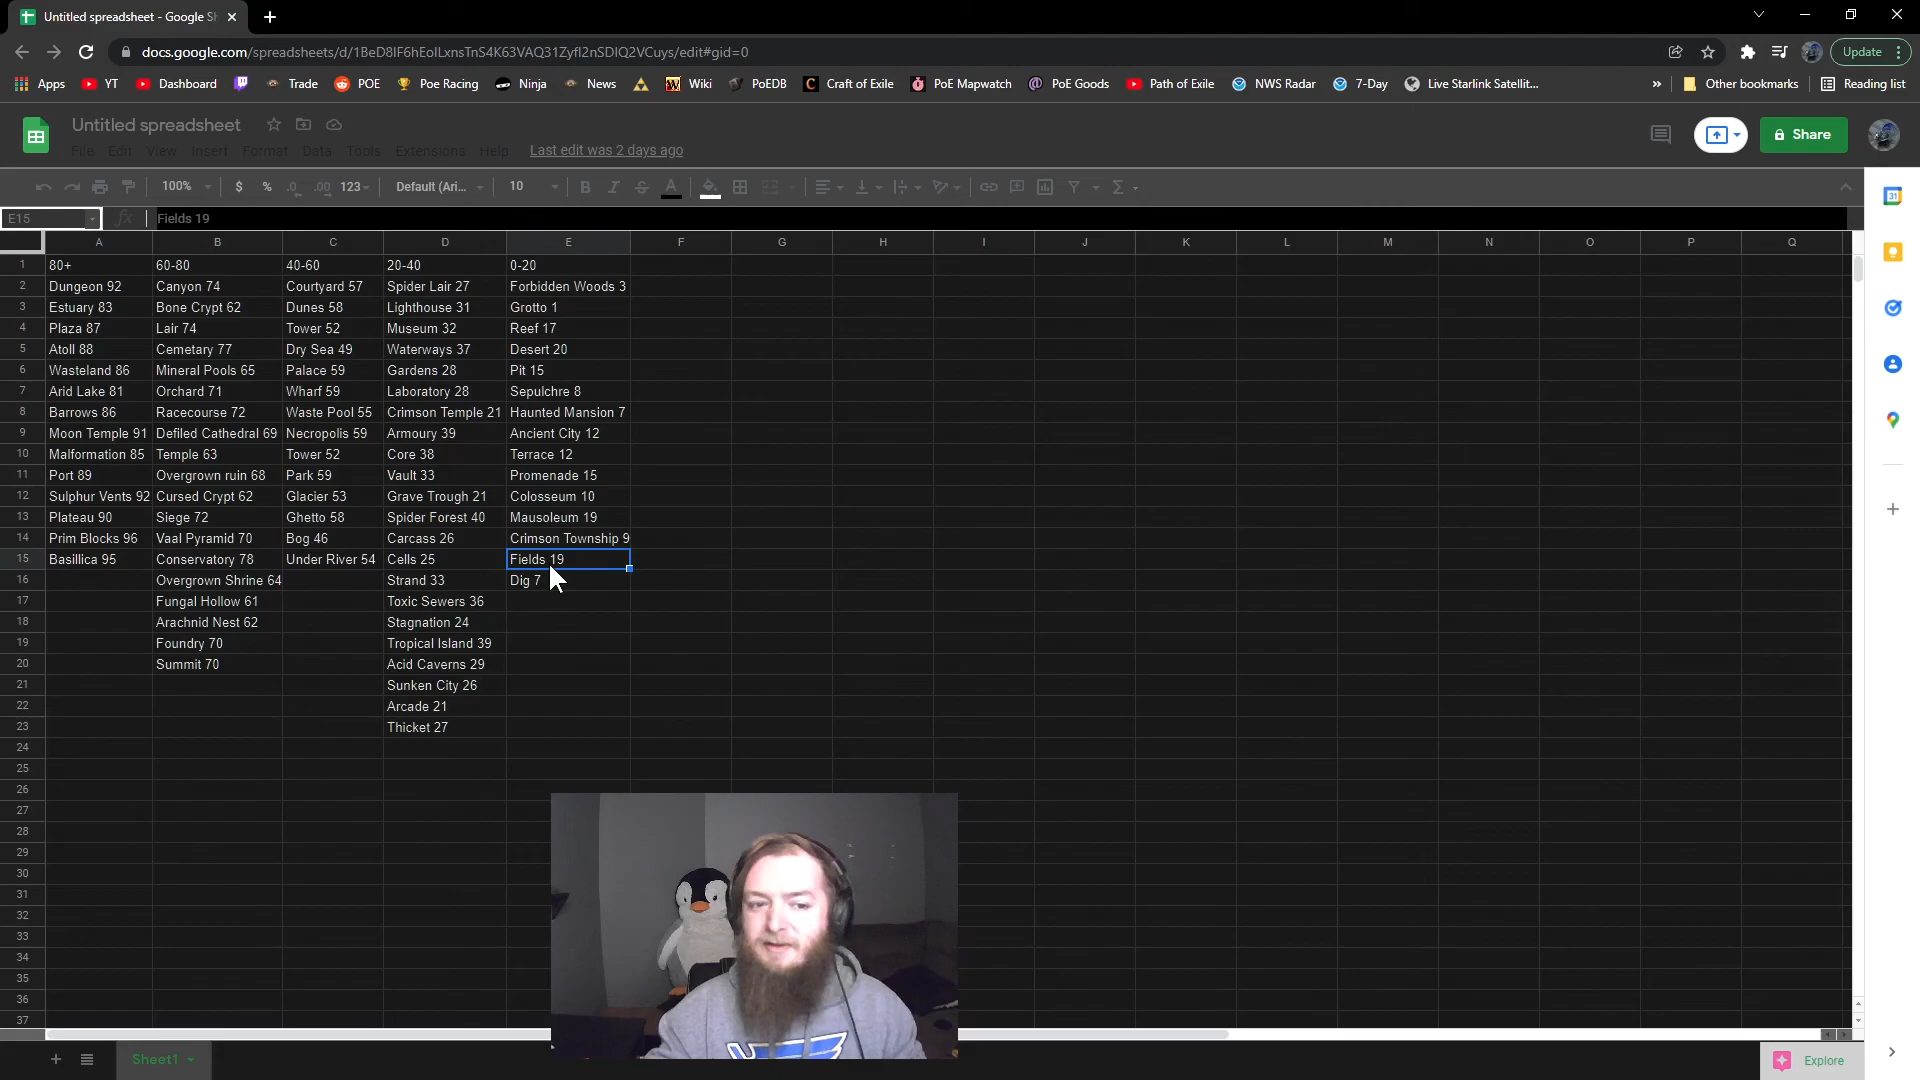 Untitled spreadsheet - Google Sh
docs.google.com/spreadsheets/d/1BeD8IF6hEolLxnsTnS4K63VAQ31Zyfl2nSDIQ2VCuys/edit#gid=0
Update
Apps YT Dashboard Trade POE Poe Racing Ninja News Wiki PoEDB Craft of Exile PoE Mapwatch PoE Goods Path of Exile NWS Radar 7-Day Live Starlink Satellit... » Other bookmarks Reading list
Untitled spreadsheet
File Edit View Insert Format Data Tools Extensions Help Last edit was 2 days ago
Share
100% $ % .0 .00 123 Default (Ari... 10 B I S A
E15 fx Fields 19
A B C D E F G H I J K L M N O P Q
1 80+ 60-80 40-60 20-40 0-20
2 Dungeon 92 Canyon 74 Courtyard 57 Spider Lair 27 Forbidden Woods 3
3 Estuary 83 Bone Crypt 62 Dunes 58 Lighthouse 31 Grotto 1
4 Plaza 87 Lair 74 Tower 52 Museum 32 Reef 17
5 Atoll 88 Cemetary 77 Dry Sea 49 Waterways 37 Desert 20
6 Wasteland 86 Mineral Pools 65 Palace 59 Gardens 28 Pit 15
7 Arid Lake 81 Orchard 71 Wharf 59 Laboratory 28 Sepulchre 8
8 Barrows 86 Racecourse 72 Waste Pool 55 Crimson Temple 21 Haunted Mansion 7
9 Moon Temple 91 Defiled Cathedral 69 Necropolis 59 Armoury 39 Ancient City 12
10 Malformation 85 Temple 63 Tower 52 Core 38 Terrace 12
11 Port 89 Overgrown ruin 68 Park 59 Vault 33 Promenade 15
12 Sulphur Vents 92 Cursed Crypt 62 Glacier 53 Grave Trough 21 Colosseum 10
13 Plateau 90 Siege 72 Ghetto 58 Spider Forest 40 Mausoleum 19
14 Prim Blocks 96 Vaal Pyramid 70 Bog 46 Carcass 26 Crimson Township 9
15 Basillica 95 Conservatory 78 Under River 54 Cells 25 Fields 19
16 Overgrown Shrine 64 Strand 33 Dig 7
17 Fungal Hollow 61 Toxic Sewers 36
18 Arachnid Nest 62 Stagnation 24
19 Foundry 70 Tropical Island 39
20 Summit 70 Acid Caverns 29
21 Sunken City 26
22 Arcade 21
23 Thicket 27
24
25
26
27
28
29
30
31
32
33
34
35
36
37
Sheet1
Explore